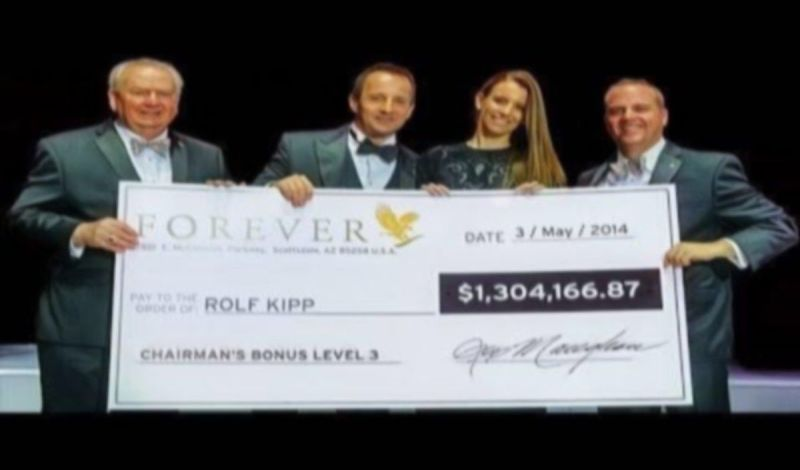 FOREVER
DATE 3 / May / 2014
$1,304,166.87
PAY TO THE
ORDER OF: ROLF KIPP
CHAIRMAN'S BONUS LEVEL 3